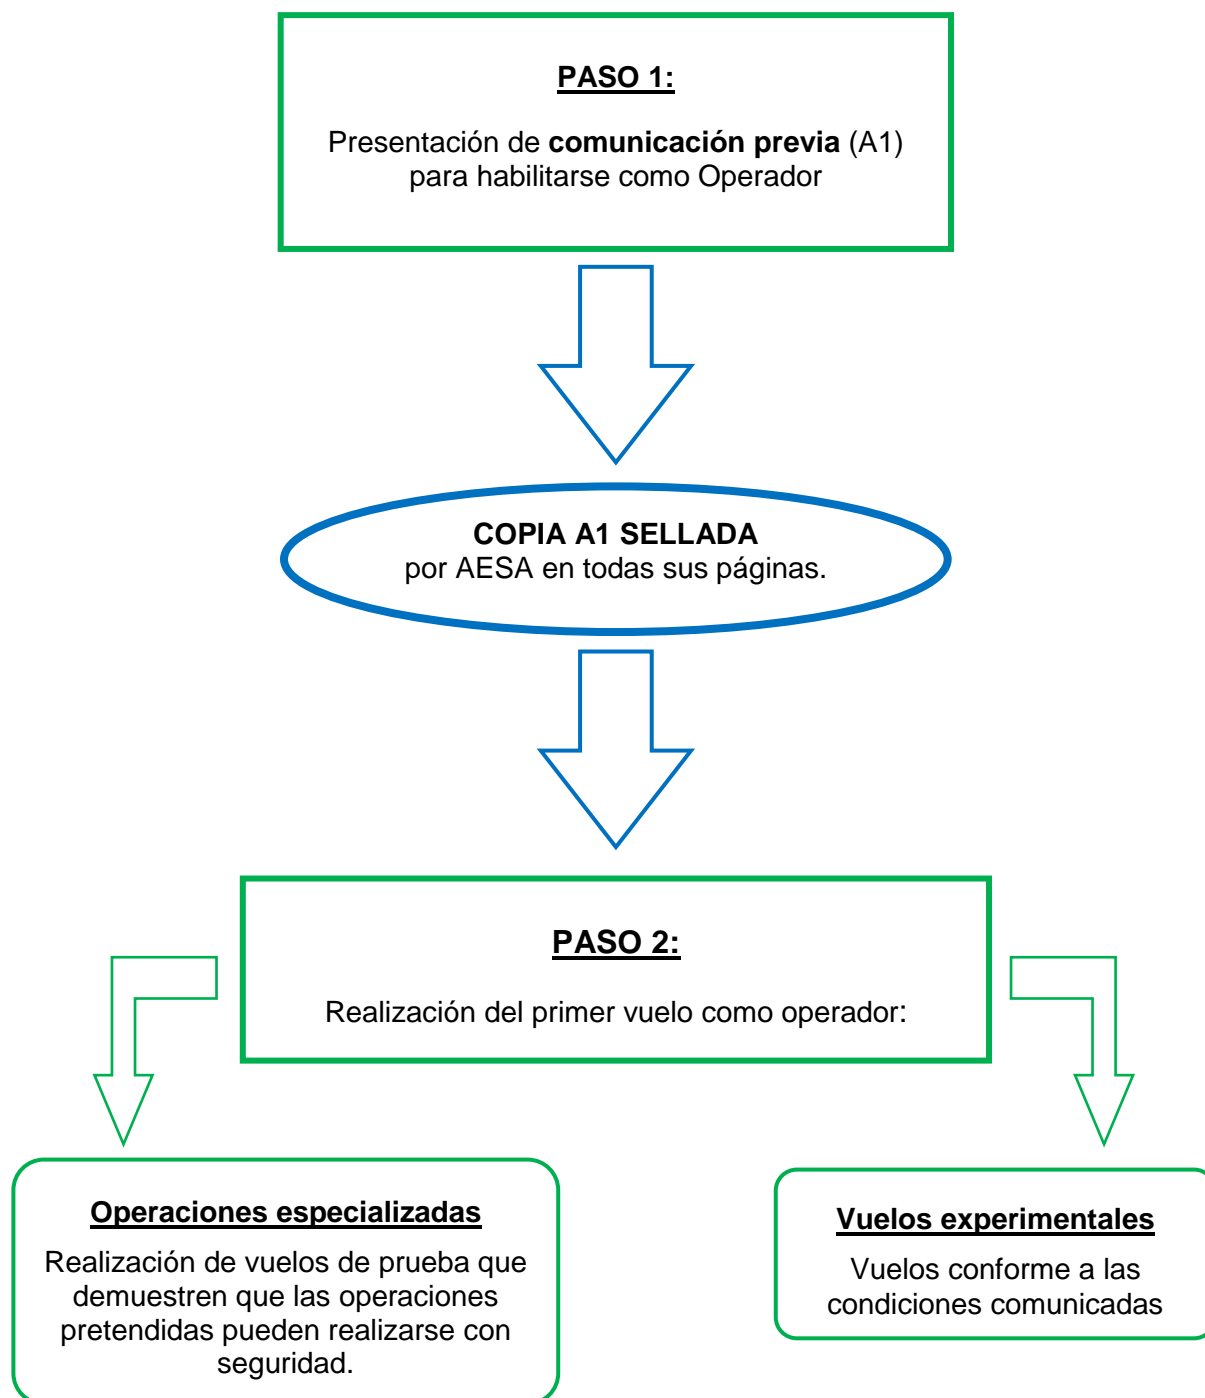 PASO 1:
Presentación de comunicación previa (A1)
para habilitarse como Operador
COPIA A1 SELLADA
por AESA en todas sus páginas.
PASO 2:
Realización del primer vuelo como operador:
Operaciones especializadas
Realización de vuelos de prueba que
demuestren que las operaciones
pretendidas pueden realizarse con
seguridad.
Vuelos experimentales
Vuelos conforme a las
condiciones comunicadas